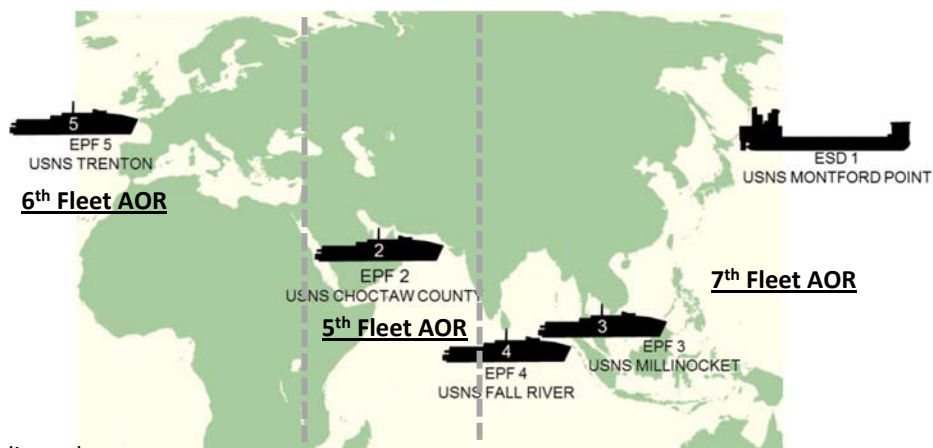 5
EPF 5
USNS TRENTON
6th Fleet AOR
ESD 1
USNS MONTFORD POINT
2
EPF 2
USNS CHOCTAW COUNTY
7th Fleet AOR
5th Fleet AOR
3
EPF 3
USNS MILLINOCKET
4
EPF 4
USNS FALL RIVER